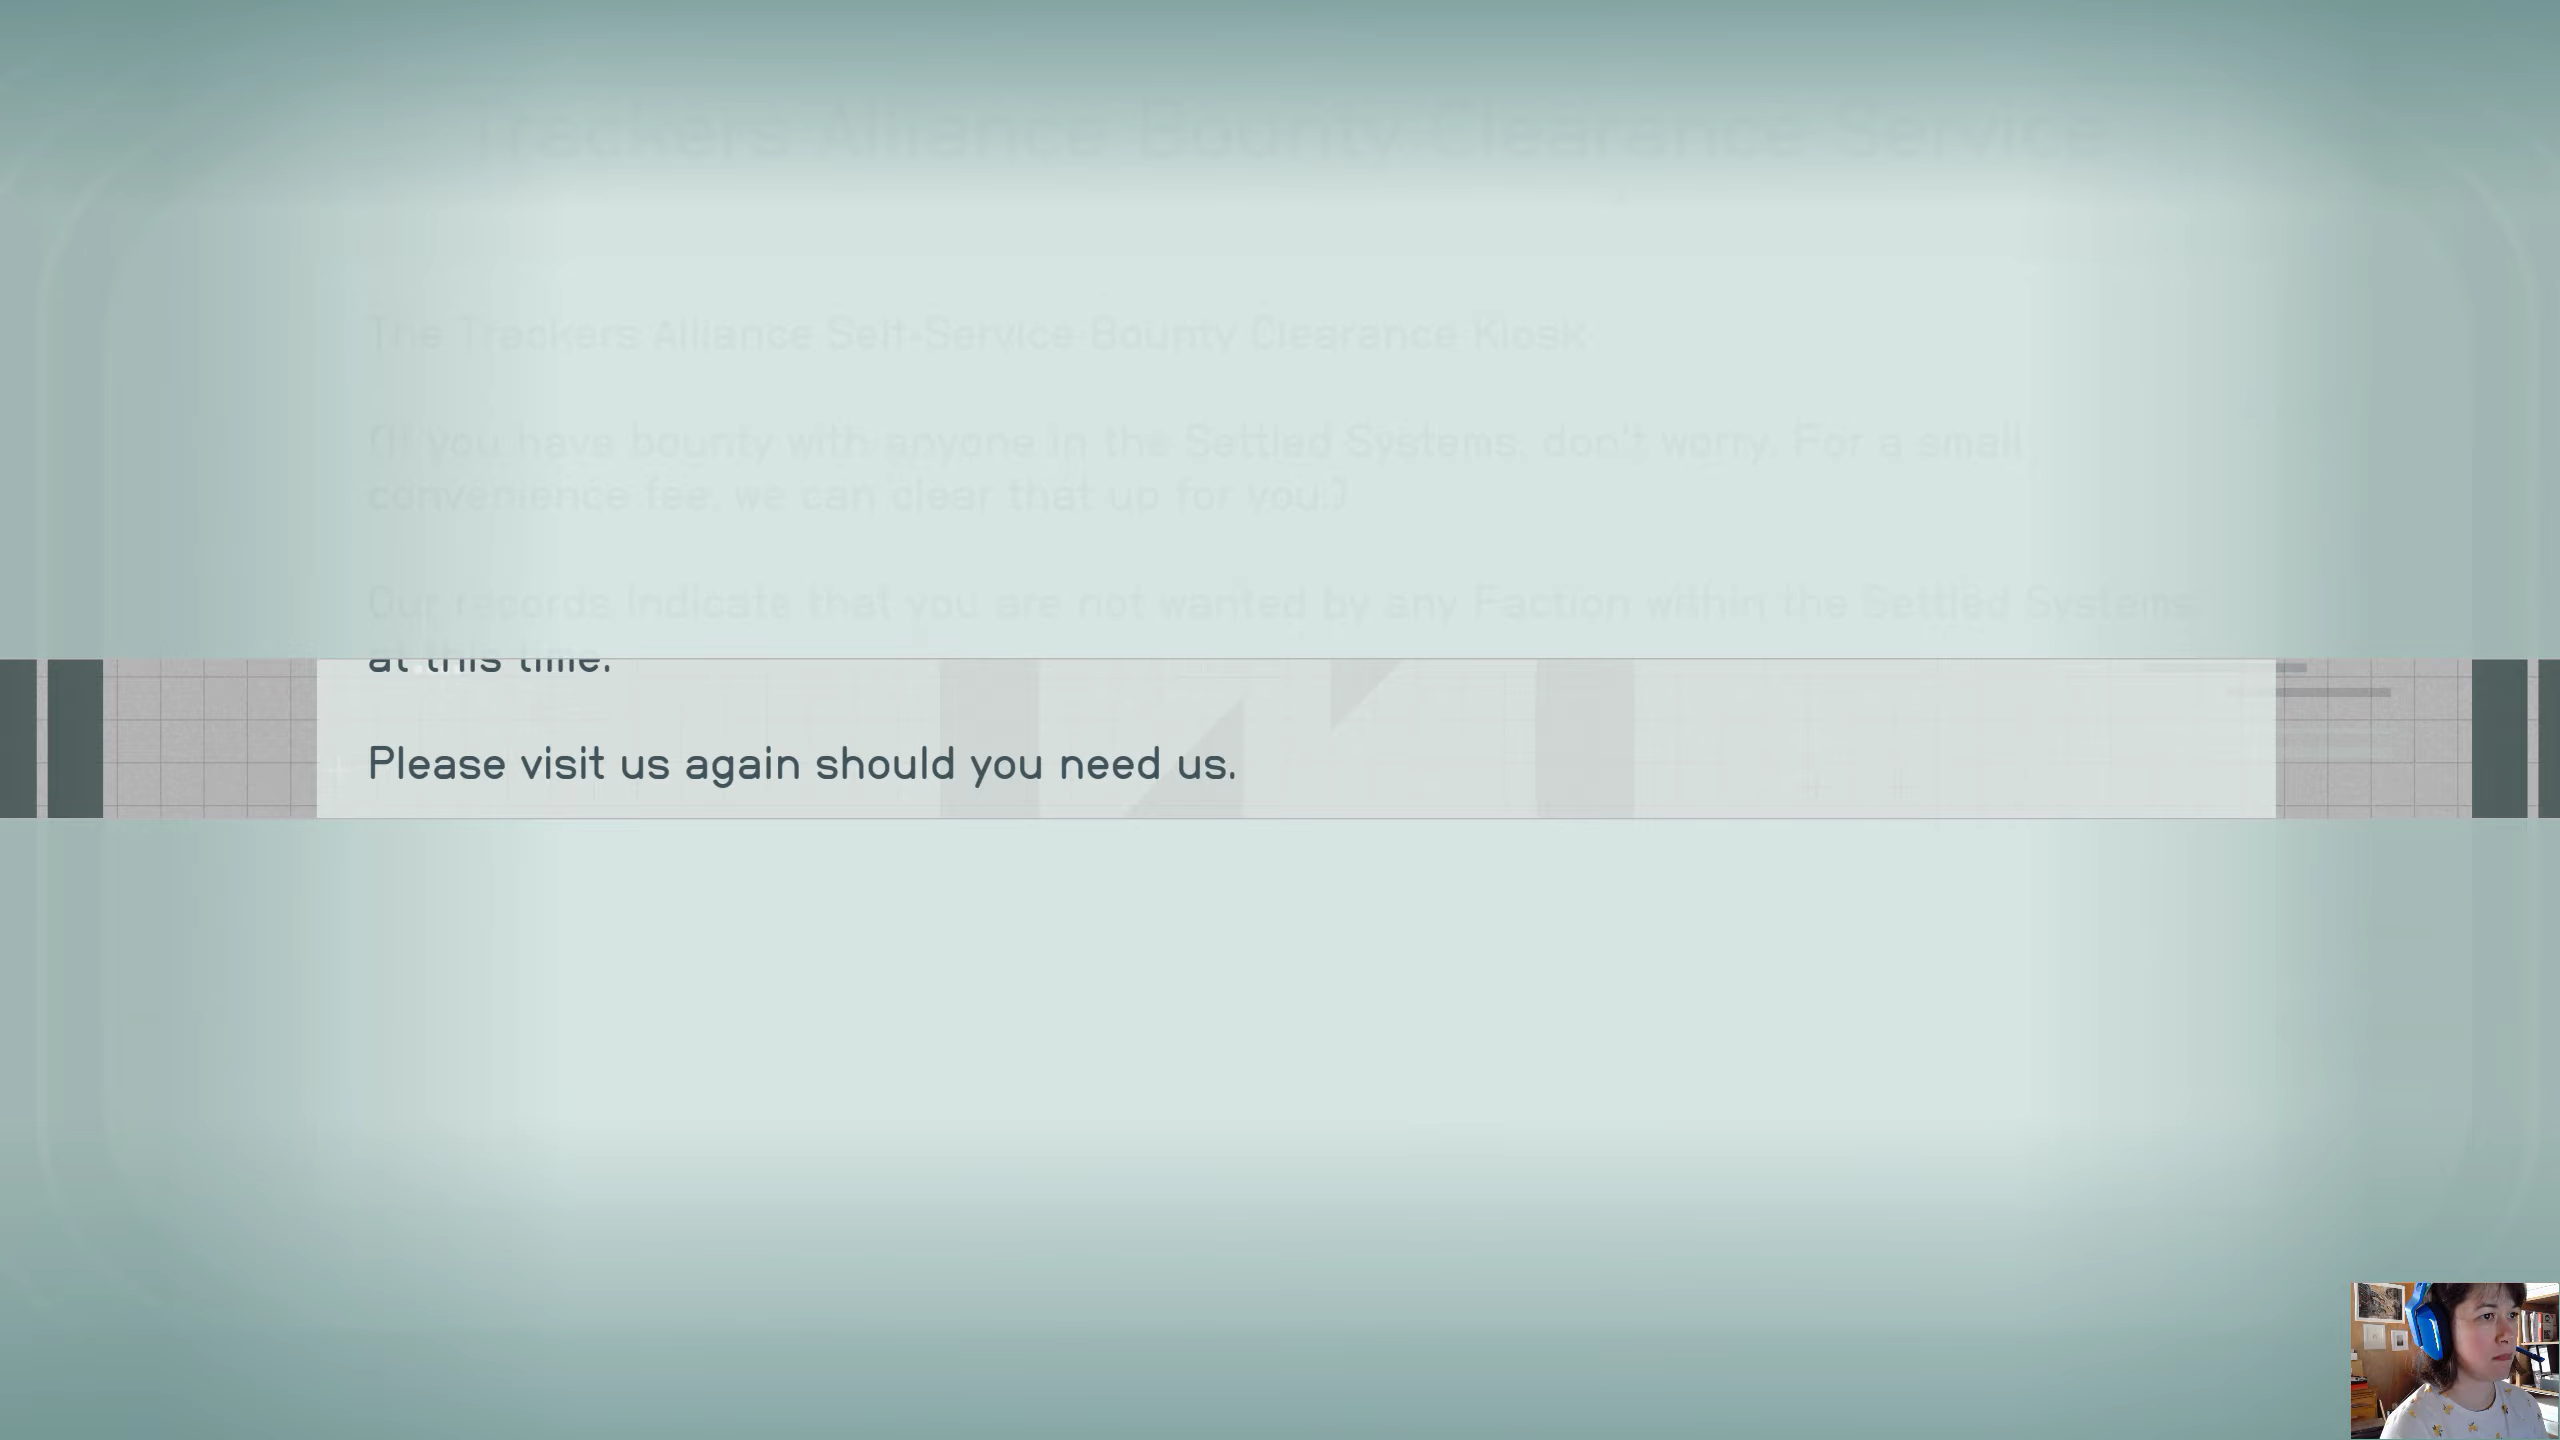 Trackers Alliance Bounty Clearance Service
The Trackers Alliance Self-Service Bounty Clearance Kiosk
(If you have bounty with anyone in the Settled Systems, don't worry. For a small
convenience fee, we can clear that up for you.)
Our records indicate that you are not wanted by any Faction within the Settled Systems
at this time.
Please visit us again should you need us.